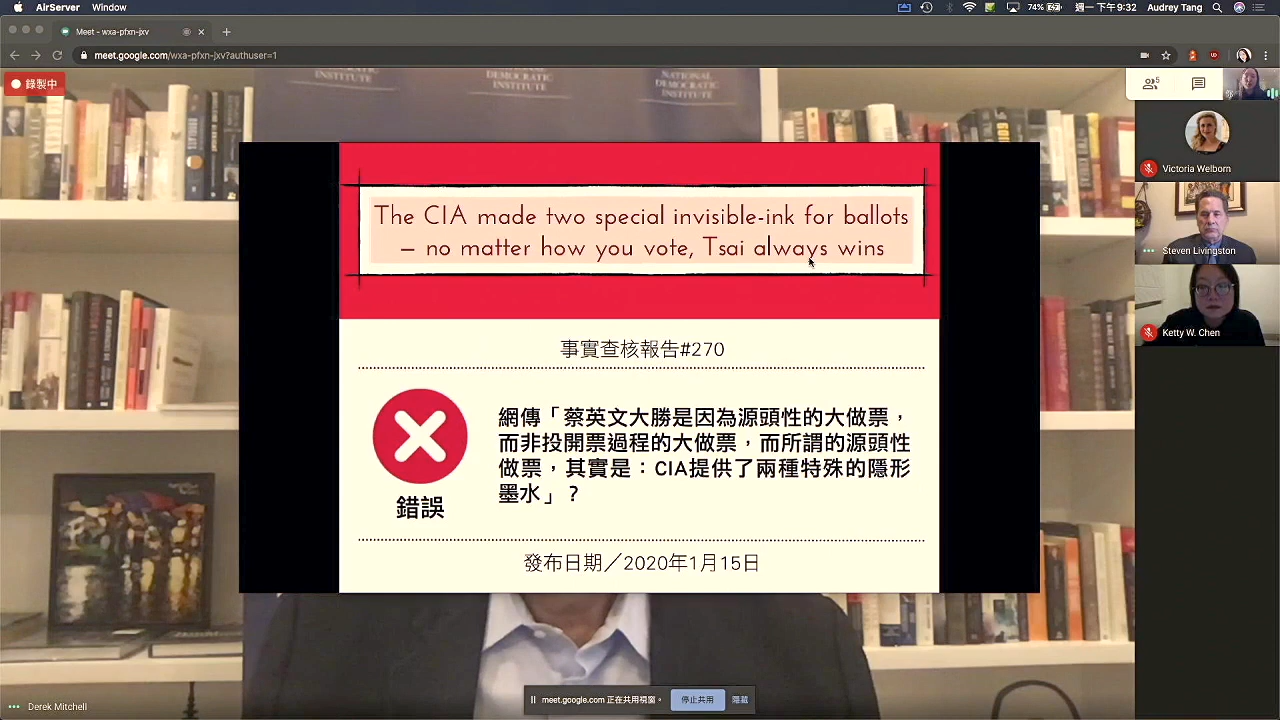 AirServer Window
74%
週一下午9:32 Audrey Tang
Meet - wxa-pfxn-jxv
meet.google.com/wxa-pfxn-jxv?authuser=1
錄製中
INSTITUTE
DEMOCRATIC
INSTITUTE
NATIONAL
DEMOCRATIC
INSTITUTE
5
Victoria Welborn
Steven Livingston
Ketty W. Chen
The CIA made two special invisible-ink for ballots
– no matter how you vote, Tsai always wins
事實查核報告#270
錯誤
網傳「蔡英文大勝是因為源頭性的大做票，
而非投開票過程的大做票，而所謂的源頭性
做票，其實是：CIA提供了兩種特殊的隱形
墨水」？
發布日期／2020年1月15日
meet.google.com 正在共用視窗。 停止共用 隱藏
Derek Mitchell